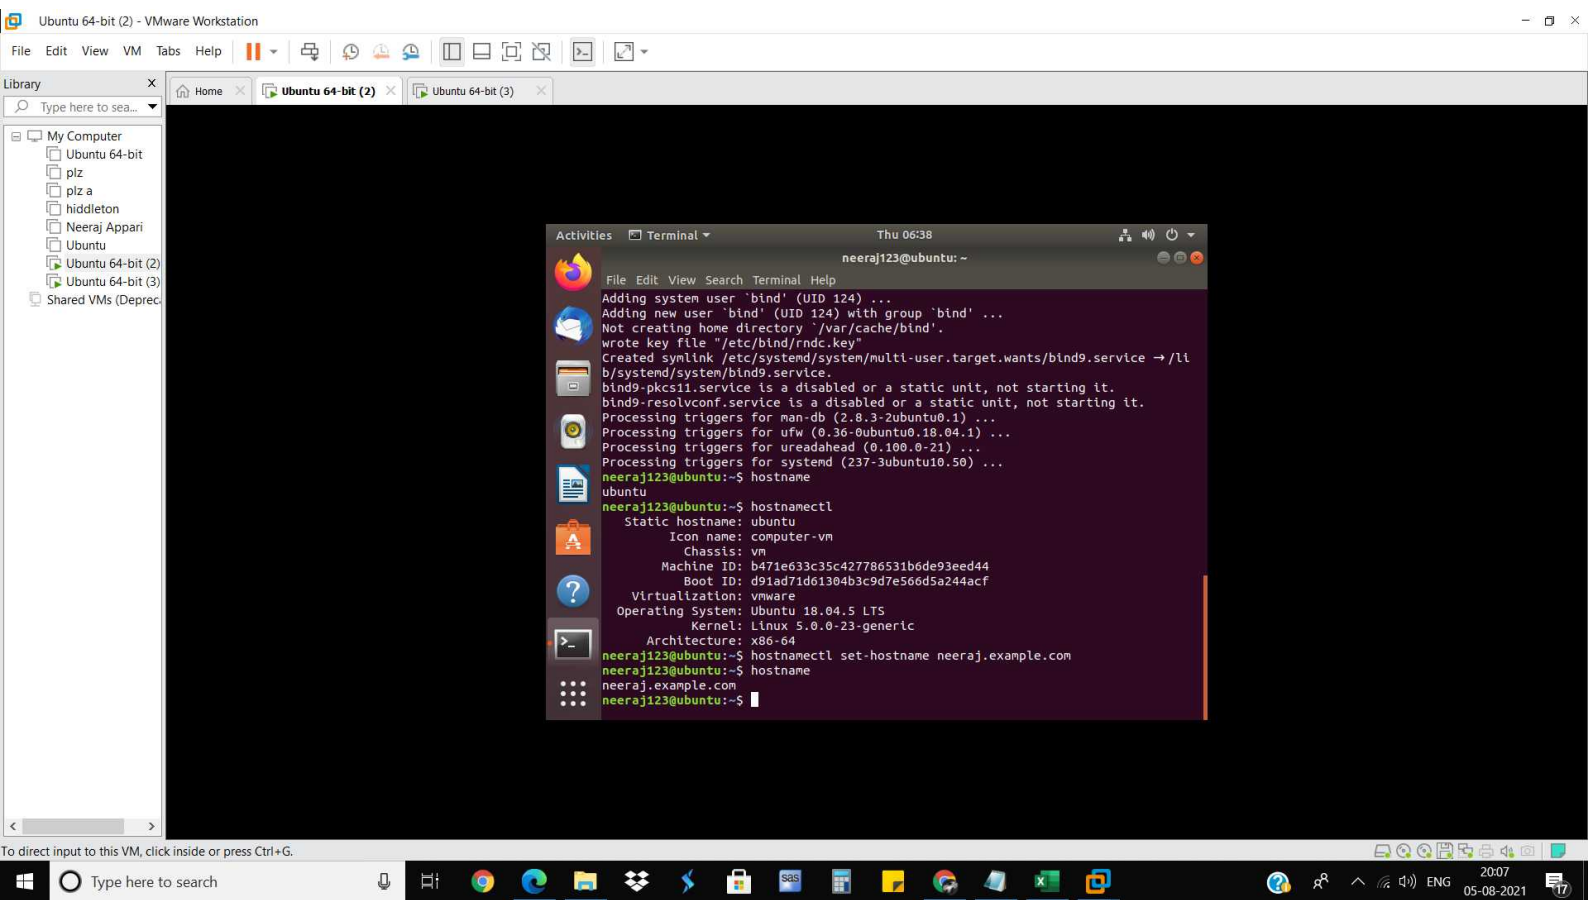 Ubuntu 64-bit (2) - VMware Workstation
File Edit View VM Tabs Help
Library
Home
Ubuntu 64-bit (2)
Ubuntu 64-bit (3)
Type here to sea...
My Computer
Ubuntu 64-bit
plz
plz a
hiddleton
Neeraj Appari
Ubuntu
Ubuntu 64-bit (2)
Ubuntu 64-bit (3)
Shared VMs (Deprec
Activities Terminal Thu 06:38
neeraj123@ubuntu: ~
File Edit View Search Terminal Help
Adding system user `bind' (UID 124) ...
Adding new user `bind' (UID 124) with group `bind' ...
Not creating home directory `/var/cache/bind'.
wrote key file "/etc/bind/rndc.key"
Created symlink /etc/systemd/system/multi-user.target.wants/bind9.service → /li
b/systemd/system/bind9.service.
bind9-pkcs11.service is a disabled or a static unit, not starting it.
bind9-resolvconf.service is a disabled or a static unit, not starting it.
Processing triggers for man-db (2.8.3-2ubuntu0.1) ...
Processing triggers for ufw (0.36-0ubuntu0.18.04.1) ...
Processing triggers for ureadahead (0.100.0-21) ...
Processing triggers for systemd (237-3ubuntu10.50) ...
neeraj123@ubuntu:~$ hostname
ubuntu
neeraj123@ubuntu:~$ hostnamectl
Static hostname: ubuntu
Icon name: computer-vm
Chassis: vm
Machine ID: b471e633c35c427786531b6de93eed44
Boot ID: d91ad71d61304b3c9d7e566d5a244acf
Virtualization: vmware
Operating System: Ubuntu 18.04.5 LTS
Kernel: Linux 5.0.0-23-generic
Architecture: x86-64
neeraj123@ubuntu:~$ hostnamectl set-hostname neeraj.example.com
neeraj123@ubuntu:~$ hostname
neeraj.example.com
neeraj123@ubuntu:~$
To direct input to this VM, click inside or press Ctrl+G.
Type here to search
sas
ENG
20:07
05-08-2021
17